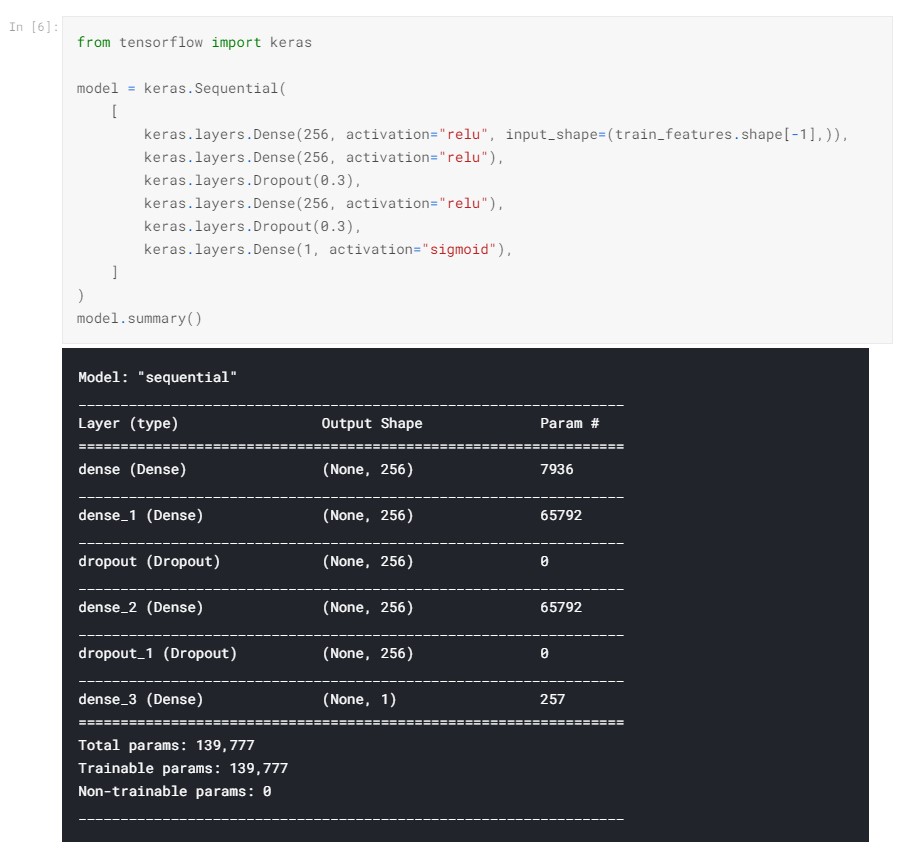 In [6]:
from tensorflow import keras
model = keras.Sequential(
    [
        keras.layers.Dense(256, activation="relu", input_shape=(train_features.shape[-1],)),
        keras.layers.Dense(256, activation="relu"),
        keras.layers.Dropout(0.3),
        keras.layers.Dense(256, activation="relu"),
        keras.layers.Dropout(0.3),
        keras.layers.Dense(1, activation="sigmoid"),
    ]
)
model.summary()
Model: "sequential"
_________________________________________________________________
Layer (type)                 Output Shape              Param #
=================================================================
dense (Dense)                (None, 256)               7936
_________________________________________________________________
dense_1 (Dense)              (None, 256)               65792
_________________________________________________________________
dropout (Dropout)            (None, 256)               0
_________________________________________________________________
dense_2 (Dense)              (None, 256)               65792
_________________________________________________________________
dropout_1 (Dropout)          (None, 256)               0
_________________________________________________________________
dense_3 (Dense)              (None, 1)                 257
=================================================================
Total params: 139,777
Trainable params: 139,777
Non-trainable params: 0
_________________________________________________________________